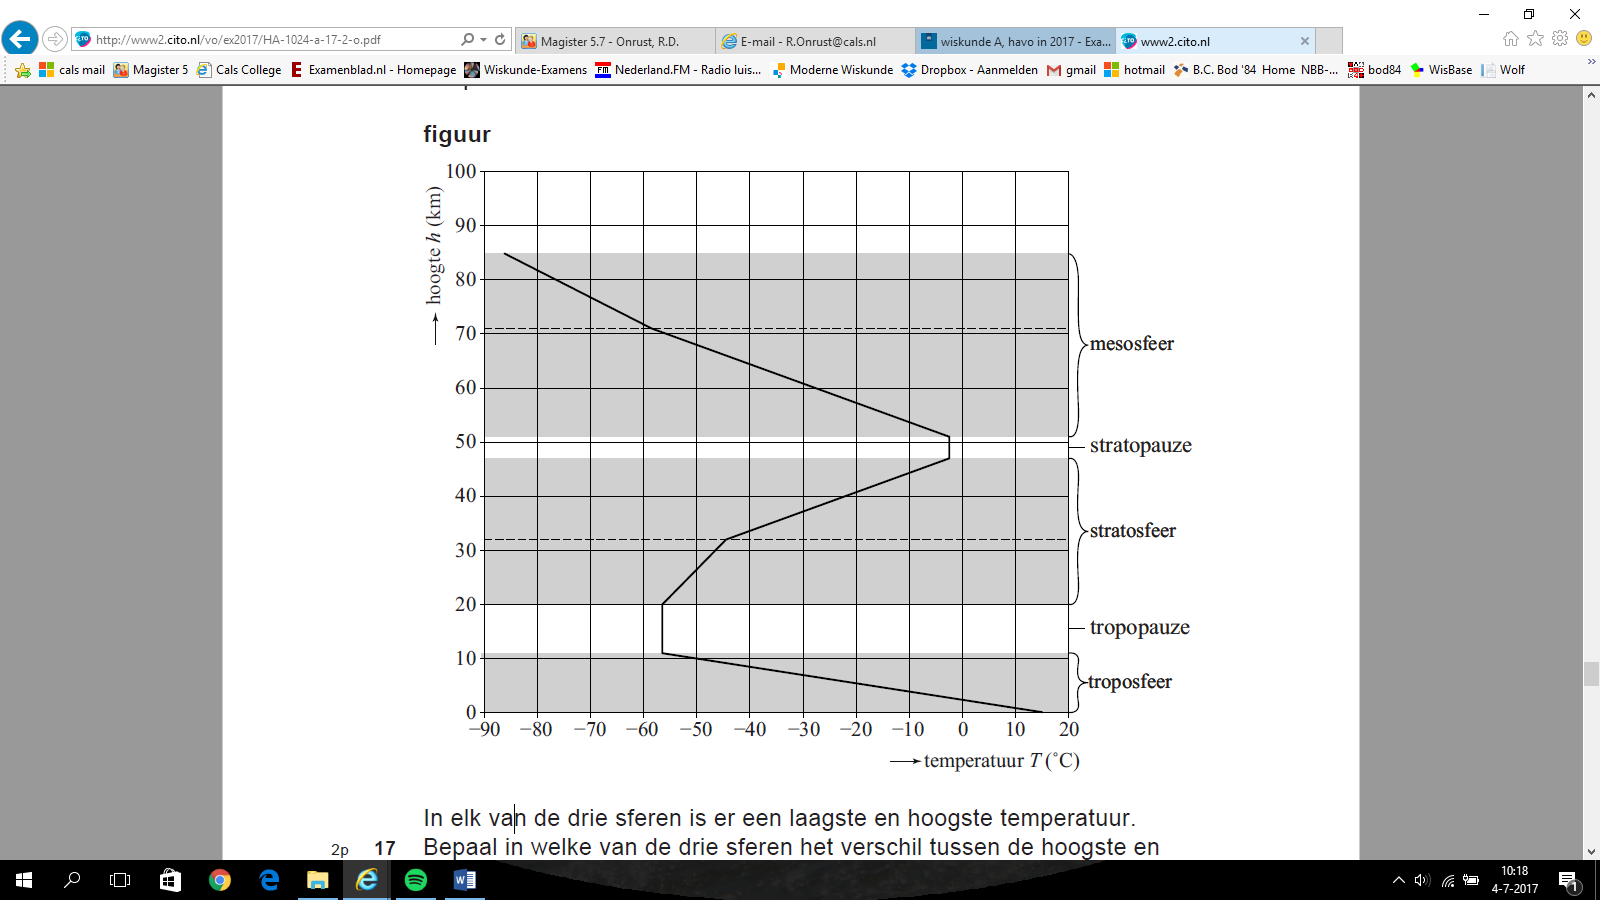 http://www2.cito.nl/vo/ex2017/HA-1024-a-17-2-o.pdf
Magister 5.7 - Onrust, R.D.
E-mail - R.Onrust@cals.nl
wiskunde A, havo in 2017 - Exa...
www2.cito.nl
cals mail
Magister 5
Cals College
Examenblad.nl - Homepage
Wiskunde-Examens
Nederland.FM - Radio luis...
Moderne Wiskunde
Dropbox - Aanmelden
gmail
hotmail
B.C. Bod '84 Home NBB-...
bod84
WisBase
Wolf
figuur
hoogte h (km)
100
90
80
70
60
50
40
30
20
10
0
mesosfeer
stratopauze
stratosfeer
tropopauze
troposfeer
−90 −80 −70 −60 −50 −40 −30 −20 −10 0 10 20
temperatuur T (°C)
In elk van de drie sferen is er een laagste en hoogste temperatuur.
2p 17 Bepaal in welke van de drie sferen het verschil tussen de hoogste en
10:18
4-7-2017
1